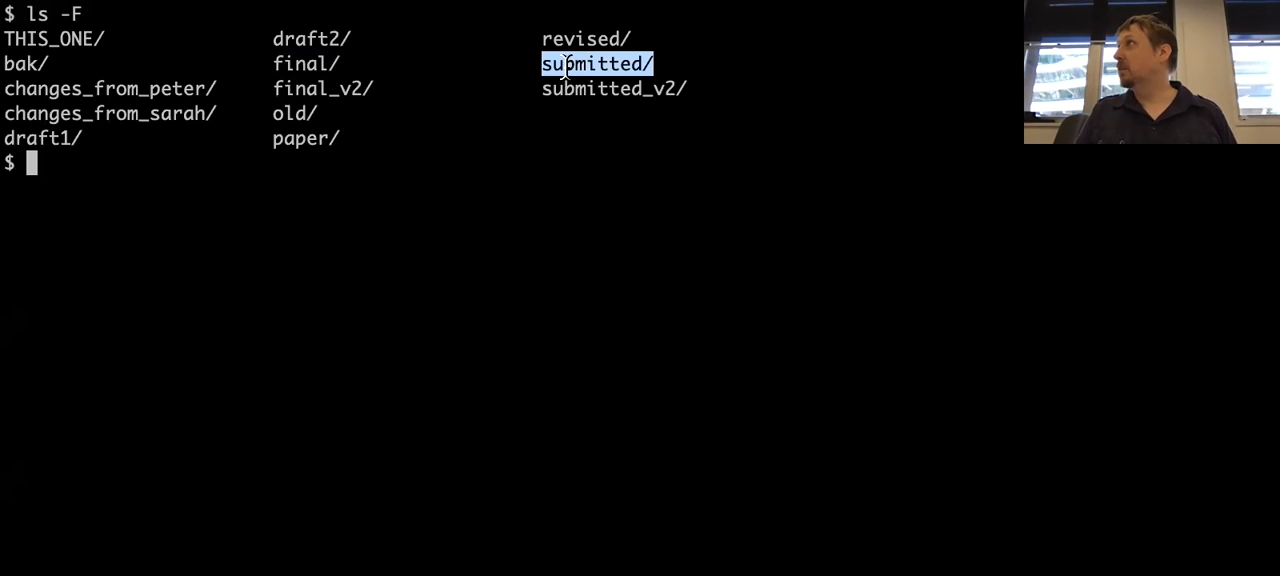 $ ls -F
THIS_ONE/ draft2/ revised/
bak/ final/ submitted/
changes_from_peter/ final_v2/ submitted_v2/
changes_from_sarah/ old/
draft1/ paper/
$